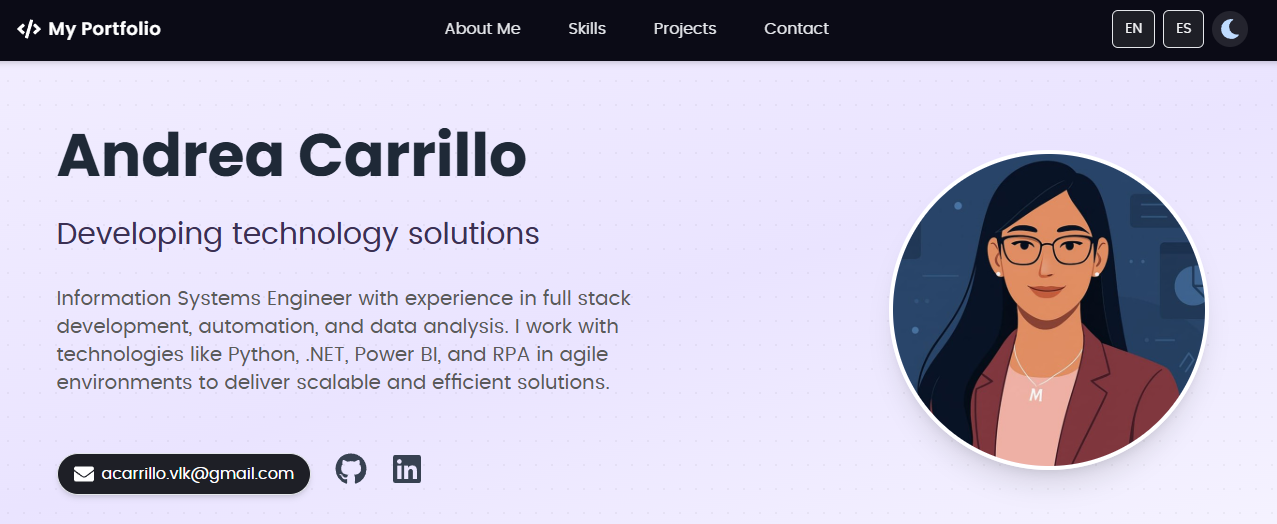 My Portfolio
About Me
Skills
Projects
Contact
EN
ES
Andrea Carrillo
Developing technology solutions
Information Systems Engineer with experience in full stack
development, automation, and data analysis. I work with
technologies like Python, .NET, Power BI, and RPA in agile
environments to deliver scalable and efficient solutions.
M
acarrillo.vlk@gmail.com
in